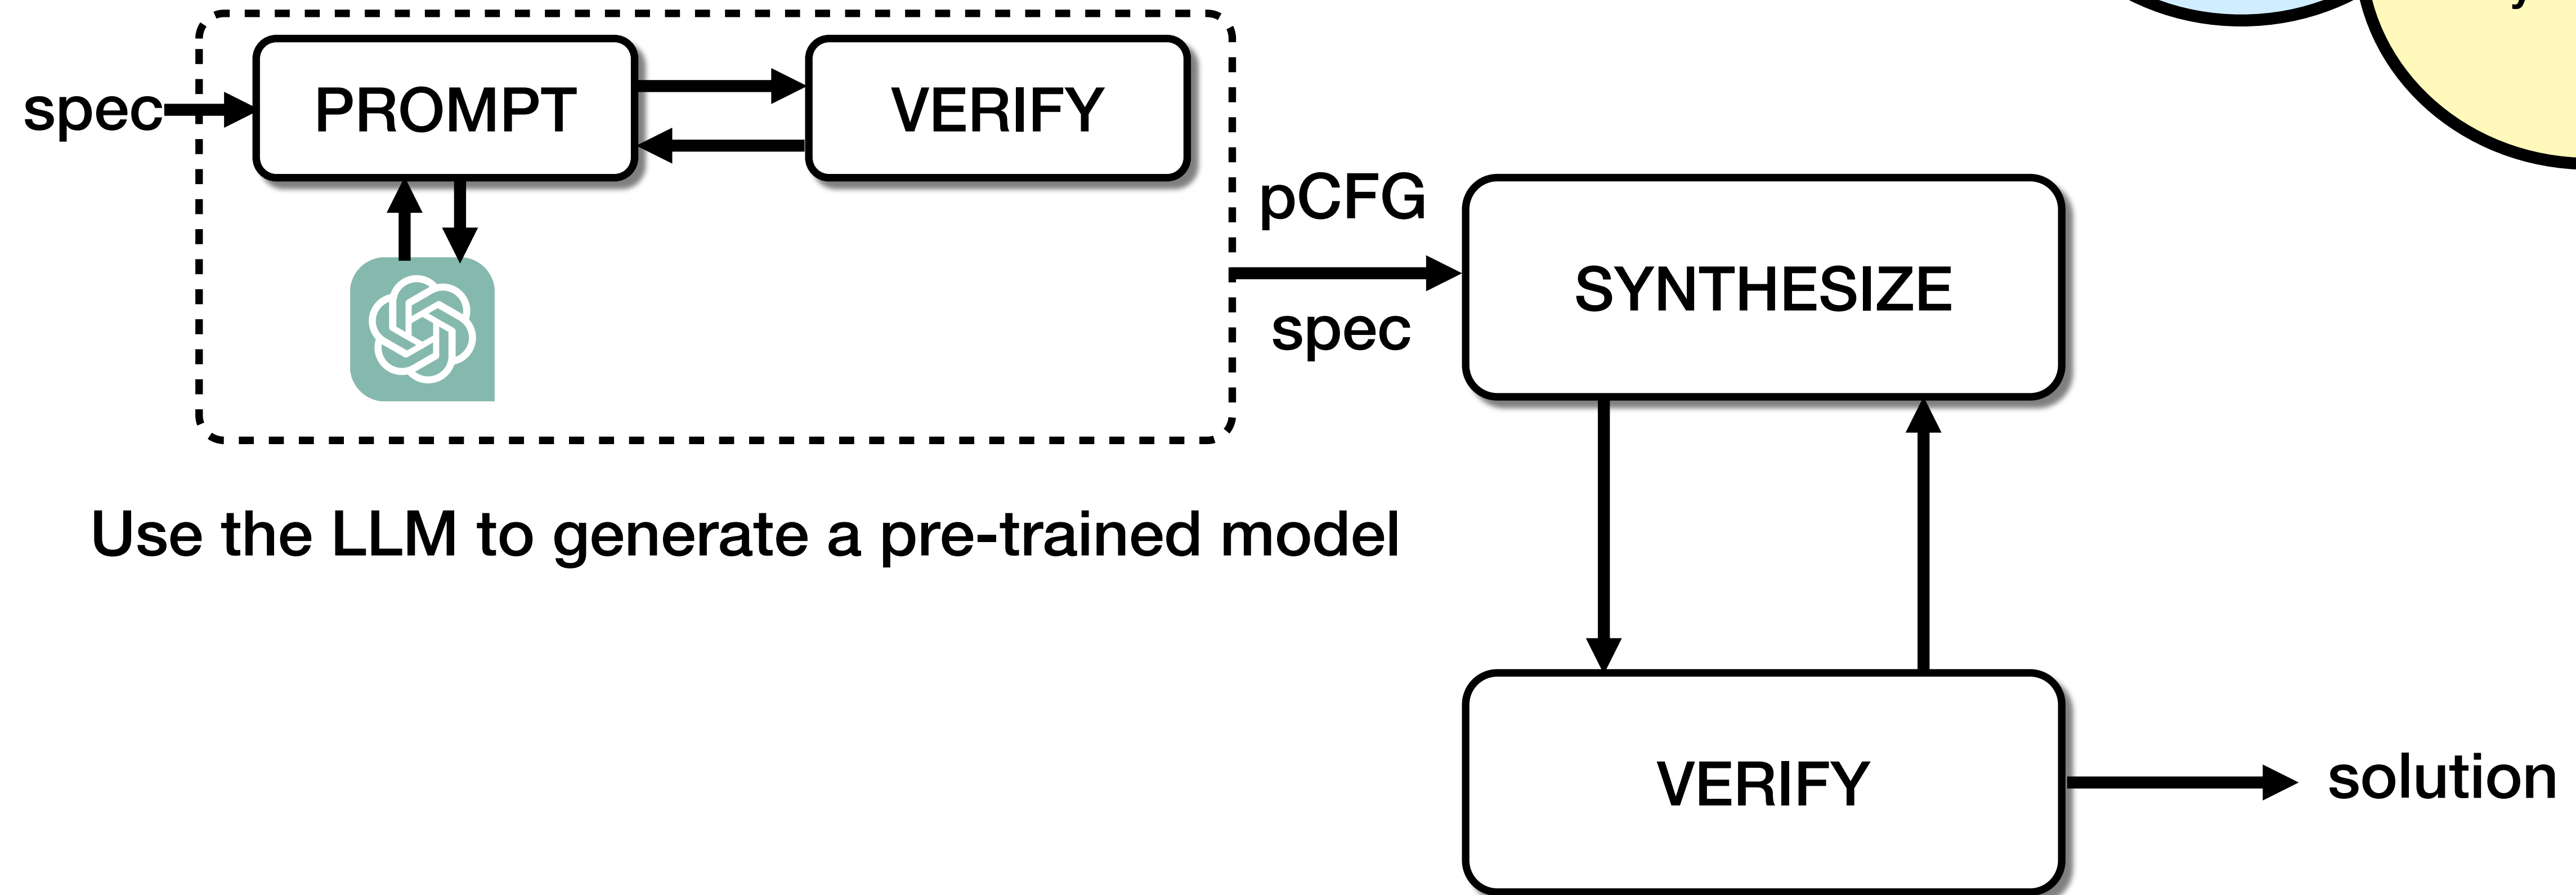 spec
PROMPT
VERIFY
pCFG
spec
SYNTHESIZE
Use the LLM to generate a pre-trained model
VERIFY
solution